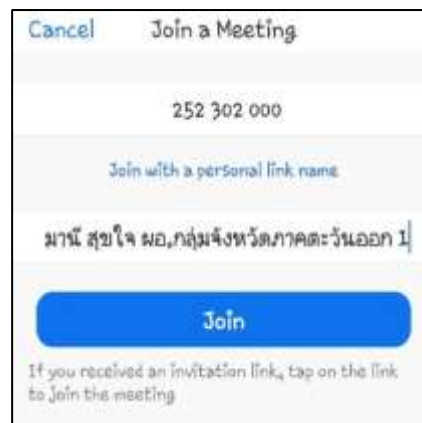 Cancel Join a Meeting
252 302 000
Join with a personal link name
มานี สุขใจ ผอ,กลุ่มจังหวัดภาคตะวันออก 1
Join
If you received an invitation link, tap on the link
to join the meeting